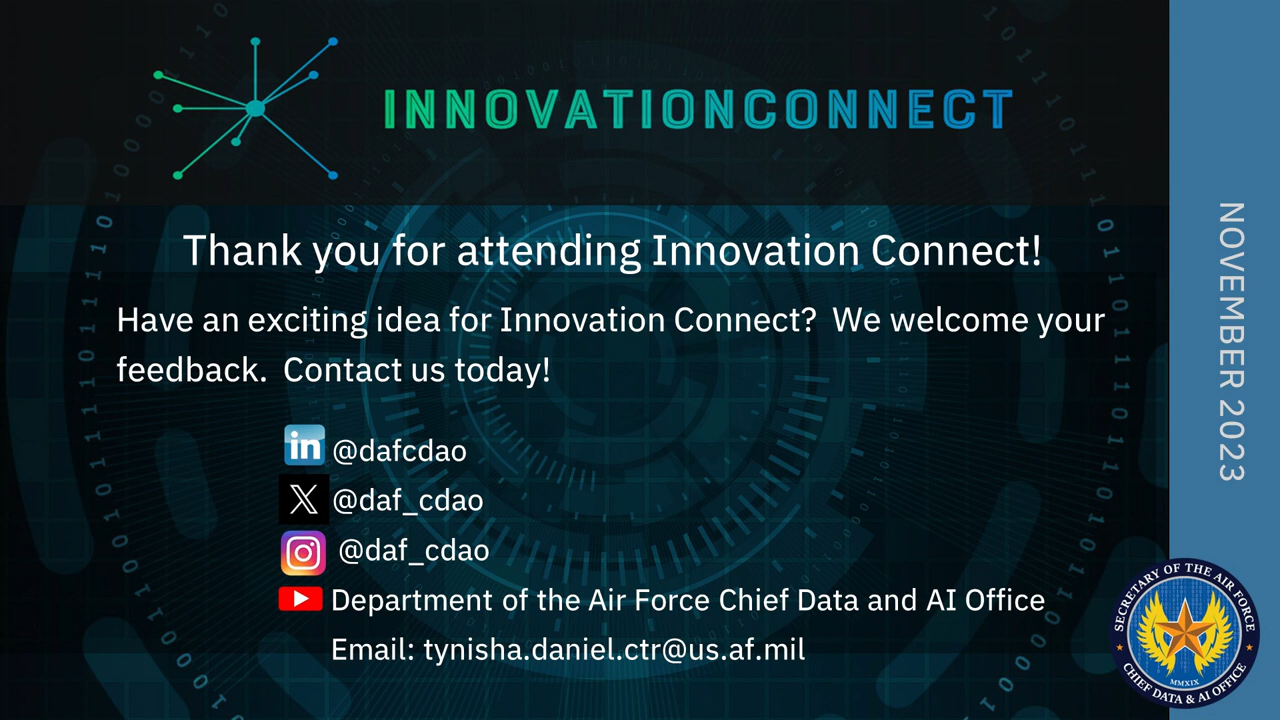 INNOVATIONCONNECT
Thank you for attending Innovation Connect!
Have an exciting idea for Innovation Connect?  We welcome your
feedback.  Contact us today!
in @dafcdao
X @daf_cdao
@daf_cdao
Department of the Air Force Chief Data and AI Office
Email: tynisha.daniel.ctr@us.af.mil
NOVEMBER 2023
SECRETARY OF THE AIR FORCE
MMXIX
CHIEF DATA & AI OFFICE